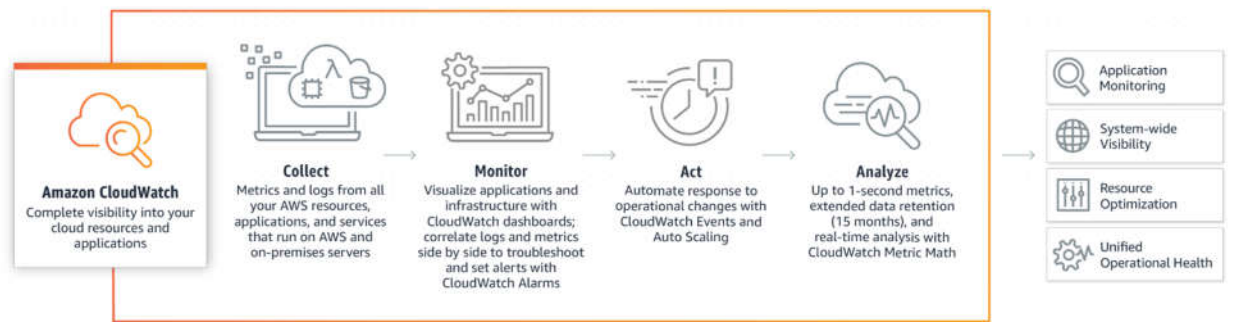 Amazon CloudWatch
Complete visibility into your
cloud resources and
applications
Collect
Metrics and logs from all
your AWS resources,
applications, and services
that run on AWS and
on-premises servers
Monitor
Visualize applications and
infrastructure with
CloudWatch dashboards;
correlate logs and metrics
side by side to troubleshoot
and set alerts with
CloudWatch Alarms
Act
Automate response to
operational changes with
CloudWatch Events and
Auto Scaling
Analyze
Up to 1-second metrics,
extended data retention
(15 months), and
real-time analysis with
CloudWatch Metric Math
Application
Monitoring
System-wide
Visibility
Resource
Optimization
Unified
Operational Health